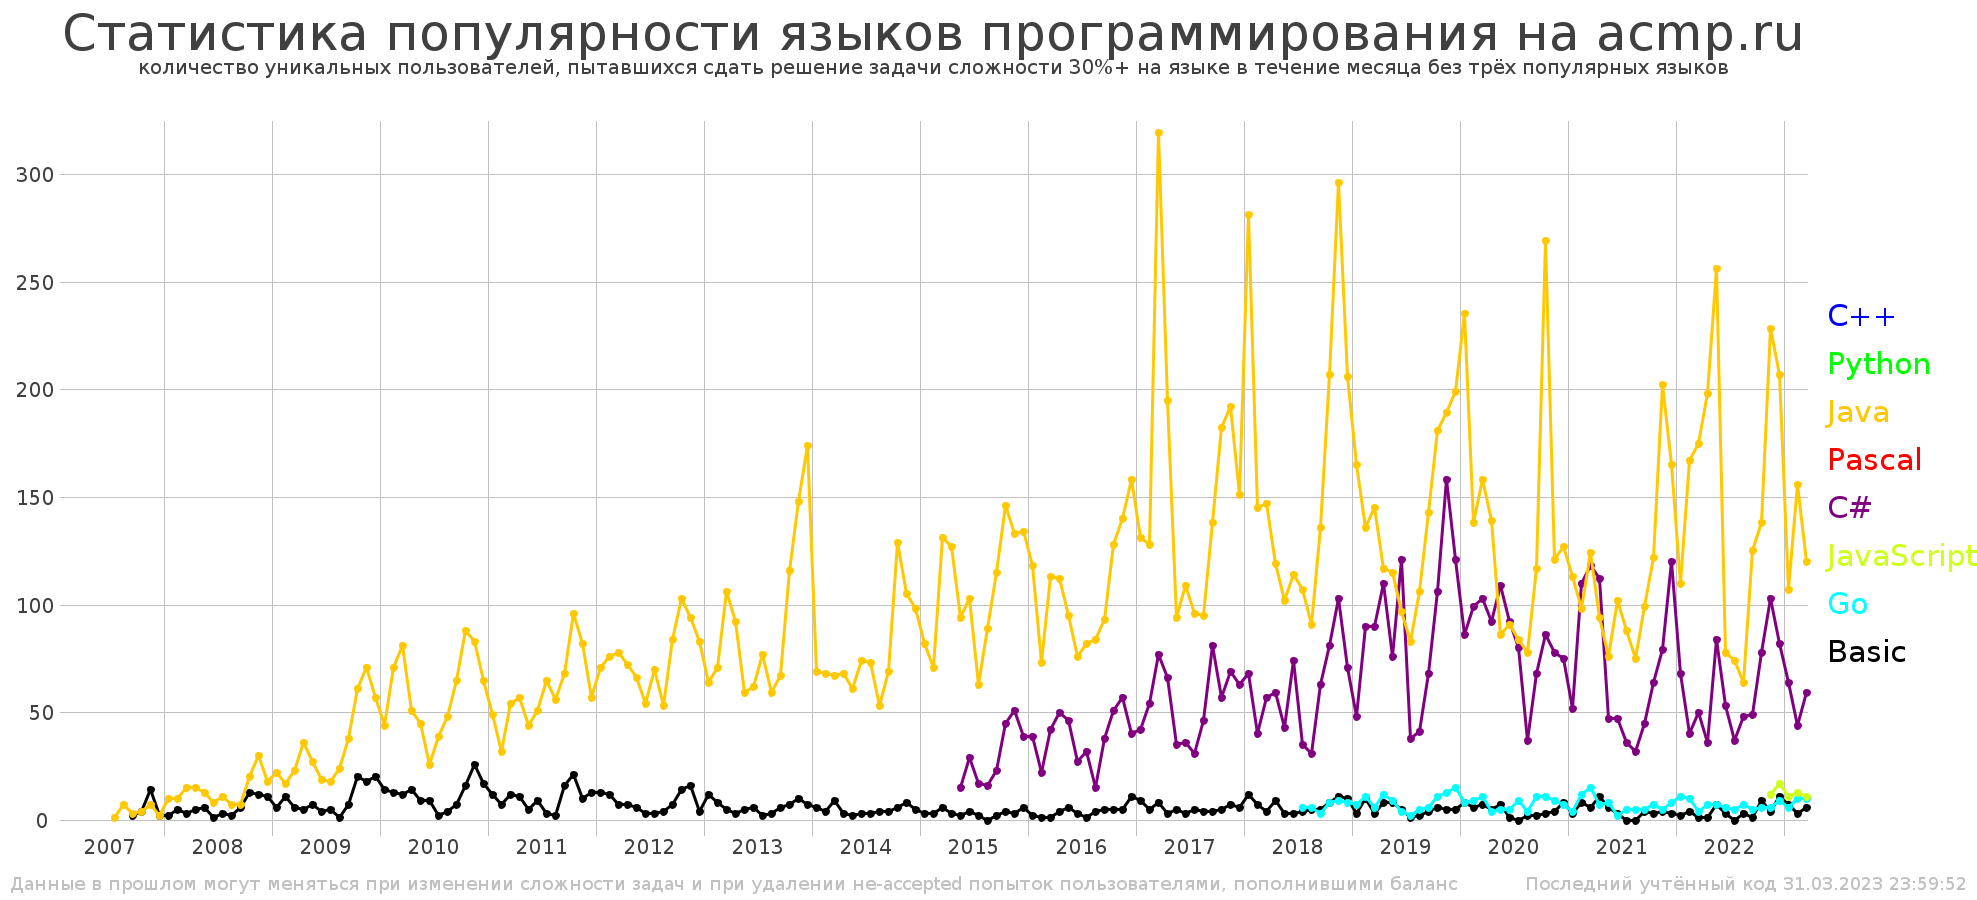 Статистика популярности языков программирования на acmp.ru
количество уникальных пользователей, пытавшихся сдать решение задачи сложности 30%+ на языке в течение месяца без трёх популярных языков
300
250
200
150
100
50
0
C++
Python
Java
Pascal
C#
JavaScript
Go
Basic
2007 2008 2009 2010 2011 2012 2013 2014 2015 2016 2017 2018 2019 2020 2021 2022
Данные в прошлом могут меняться при изменении сложности задач и при удалении не-accepted попыток пользователями, пополнившими баланс
Последний учтённый код 31.03.2023 23:59:52